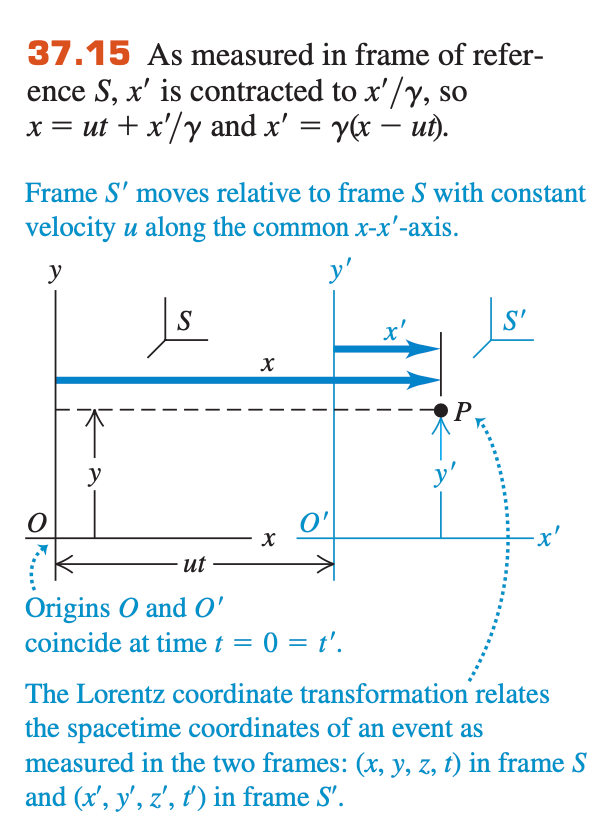 37.15 As measured in frame of refer-
ence S, x′ is contracted to x′/γ, so
x = ut + x′/γ and x′ = γ(x − ut).
Frame S′ moves relative to frame S with constant
velocity u along the common x-x′-axis.
y
y′
S
x′
S′
x
P
y
y′
O
x
O′
x′
ut
Origins O and O′
coincide at time t = 0 = t′.
The Lorentz coordinate transformation relates
the spacetime coordinates of an event as
measured in the two frames: (x, y, z, t) in frame S
and (x′, y′, z′, t′) in frame S′.